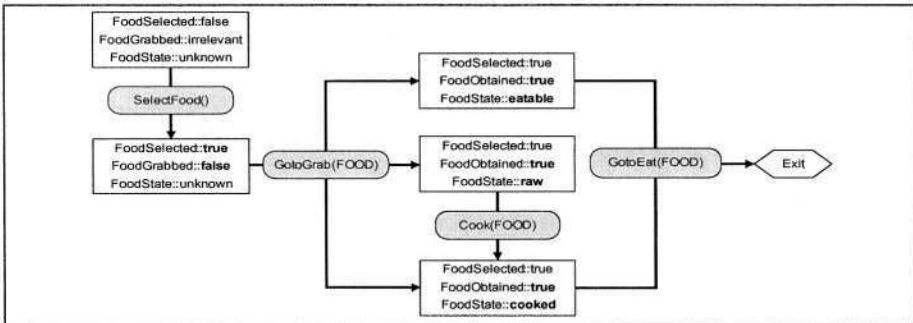 FoodSelected::false
FoodGrabbed::irrelevant
FoodState::unknown
SelectFood()
FoodSelected::true
FoodGrabbed::false
FoodState::unknown
GotoGrab(FOOD)
FoodSelected::true
FoodObtained::true
FoodState::eatable
FoodSelected::true
FoodObtained::true
FoodState::raw
Cook(FOOD)
FoodSelected::true
FoodObtained::true
FoodState::cooked
GotoEat(FOOD)
Exit